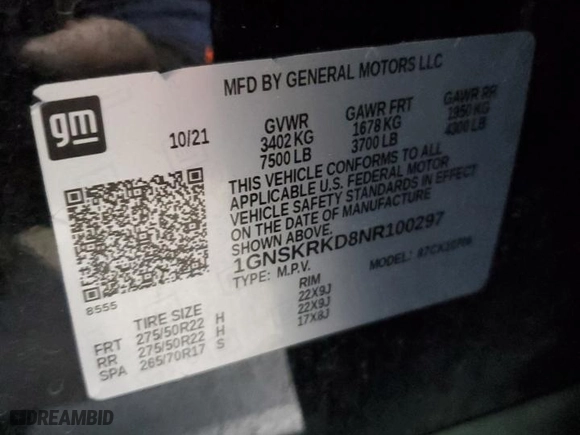 MFD BY GENERAL MOTORS LLC
gm
10/21
GVWR
3402 KG
7500 LB
GAWR FRT
1678 KG
3700 LB
GAWR RR
1950 KG
4300 LB
THIS VEHICLE CONFORMS TO ALL
APPLICABLE U.S. FEDERAL MOTOR
VEHICLE SAFETY STANDARDS IN EFFECT
ON THE DATE OF MANUFACTURE
SHOWN ABOVE.
1GNSKRKD8NR100297
TYPE: M.P.V.
MODEL:
8555
TIRE SIZE
RIM
FRT 275/50R22 H 22X9J
RR 275/50R22 H 22X9J
SPA 265/70R17 S 17X8J
DREAMBID